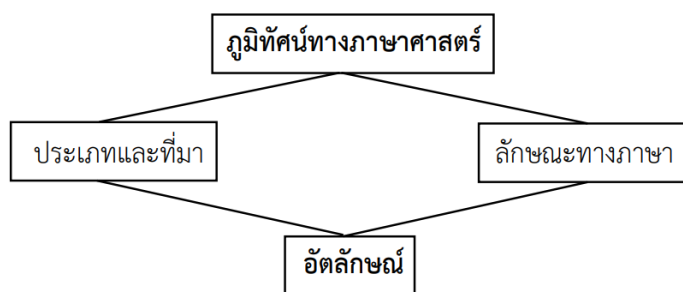 ภูมิทัศน์ทางภาษาศาสตร์
ประเภทและที่มา
ลักษณะทางภาษา
อัตลักษณ์